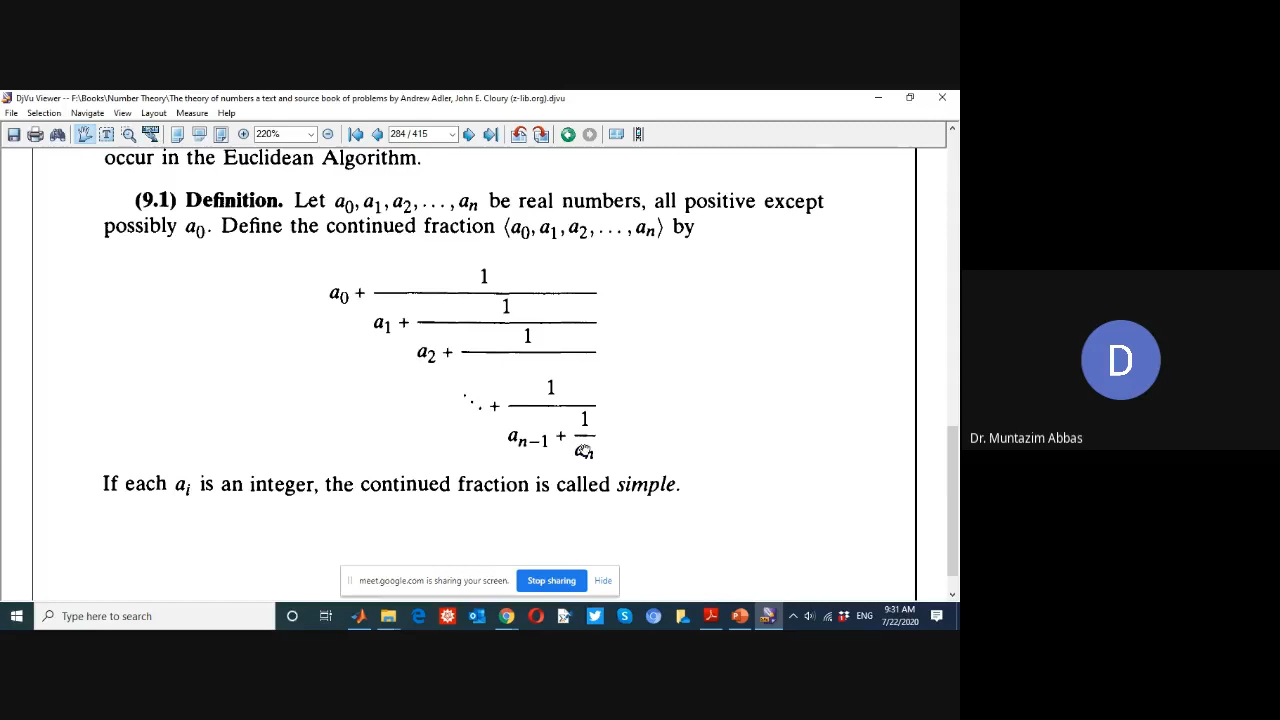 DjVu Viewer -- F:\Books\Number Theory\The theory of numbers a text and source book of problems by Andrew Adler, John E. Cloury (z-lib.org).djvu
File Selection Navigate View Layout Measure Help
220% 284 / 415
occur in the Euclidean Algorithm.
(9.1) Definition. Let a₀, a₁, a₂, . . . , aₙ be real numbers, all positive except
possibly a₀. Define the continued fraction ⟨a₀, a₁, a₂, . . . , aₙ⟩ by
1
a₀ +
1
a₁ +
1
a₂ +
1
⋱ +
1
aₙ₋₁ +
aₙ
If each aᵢ is an integer, the continued fraction is called simple.
meet.google.com is sharing your screen. Stop sharing Hide
Type here to search
ENG
9:31 AM
7/22/2020
D
Dr. Muntazim Abbas